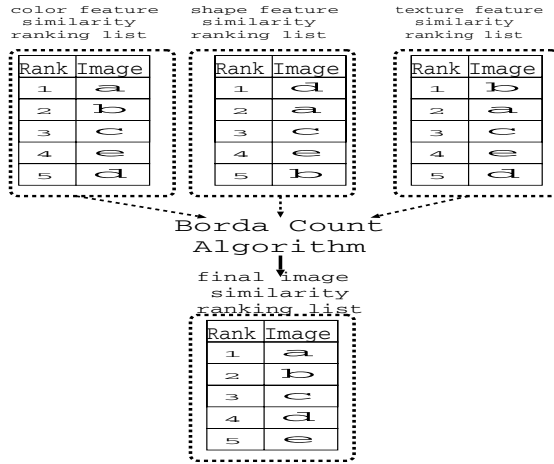 color feature
similarity
ranking list
shape feature
similarity
ranking list
texture feature
similarity
ranking list
Rank Image
1 a
2 b
3 c
4 e
5 d
Rank Image
1 d
2 a
3 c
4 e
5 b
Rank Image
1 b
2 a
3 c
4 e
5 d
Borda Count
Algorithm
final image
similarity
ranking list
Rank Image
1 a
2 b
3 c
4 d
5 e